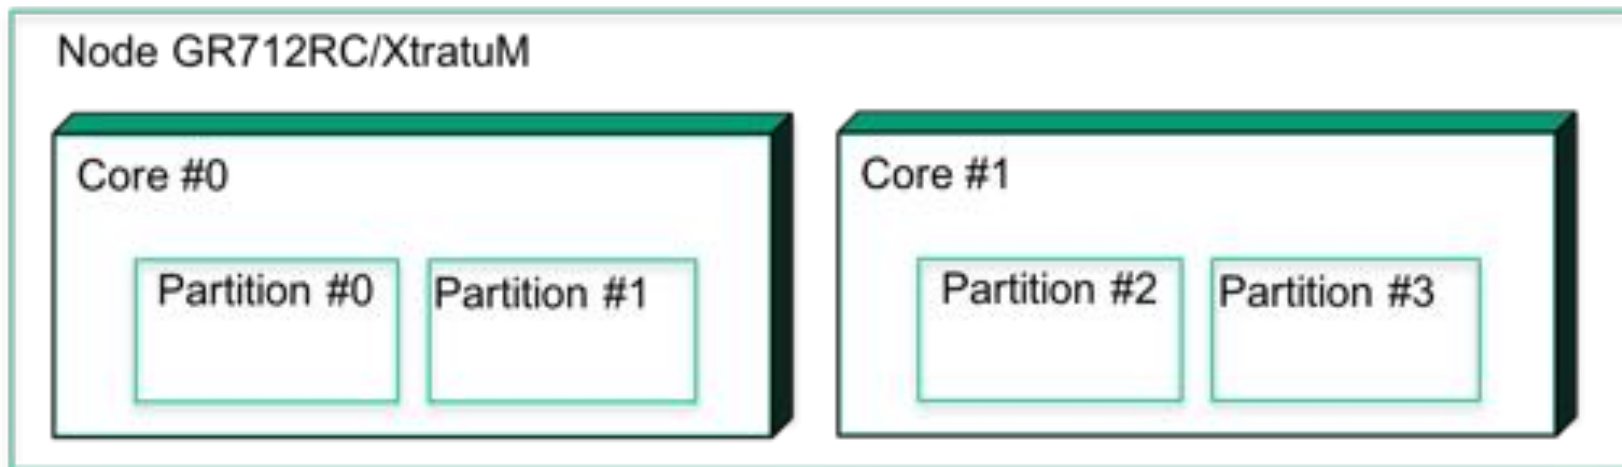 Node GR712RC/XtratuM
Core #0
Partition #0
Partition #1
Core #1
Partition #2
Partition #3